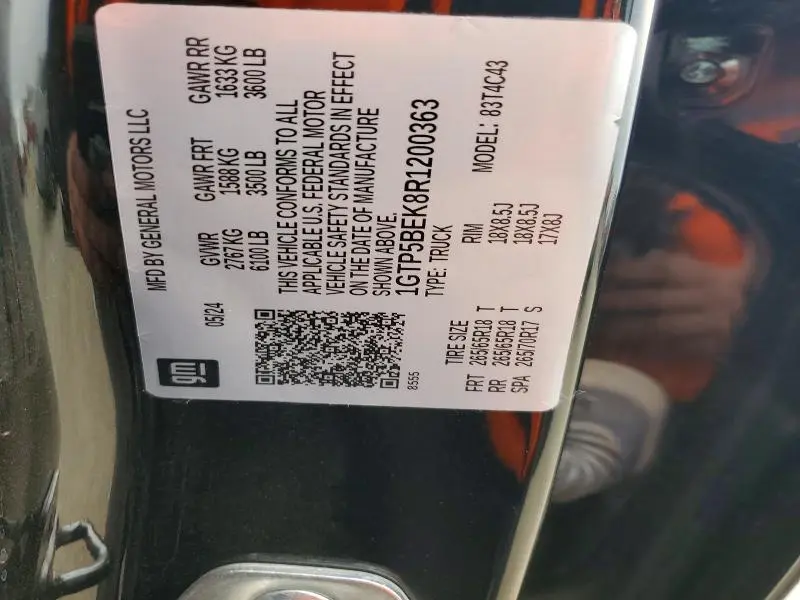 gm
MFD BY GENERAL MOTORS LLC
05/24 GVWR GAWR FRT GAWR RR
2767 KG 1588 KG 1633 KG
6100 LB 3500 LB 3600 LB
THIS VEHICLE CONFORMS TO ALL
APPLICABLE U.S. FEDERAL MOTOR
VEHICLE SAFETY STANDARDS IN EFFECT
ON THE DATE OF MANUFACTURE
SHOWN ABOVE.
1GTP5BEK8R1200363
8555 TYPE: TRUCK
MODEL: 83T4C43
TIRE SIZE RIM
FRT 265/65R18 T 18X8.5J
RR 265/65R18 T 18X8.5J
SPA 265/70R17 S 17X8J